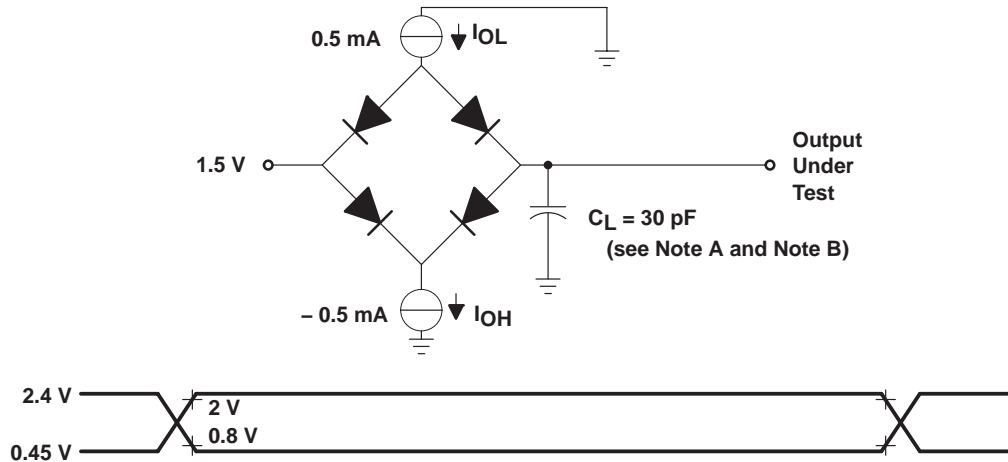 0.5 mA
IOL
1.5 V
Output
Under
Test
CL = 30 pF
(see Note A and Note B)
– 0.5 mA
IOH
2.4 V
2 V
0.8 V
0.45 V